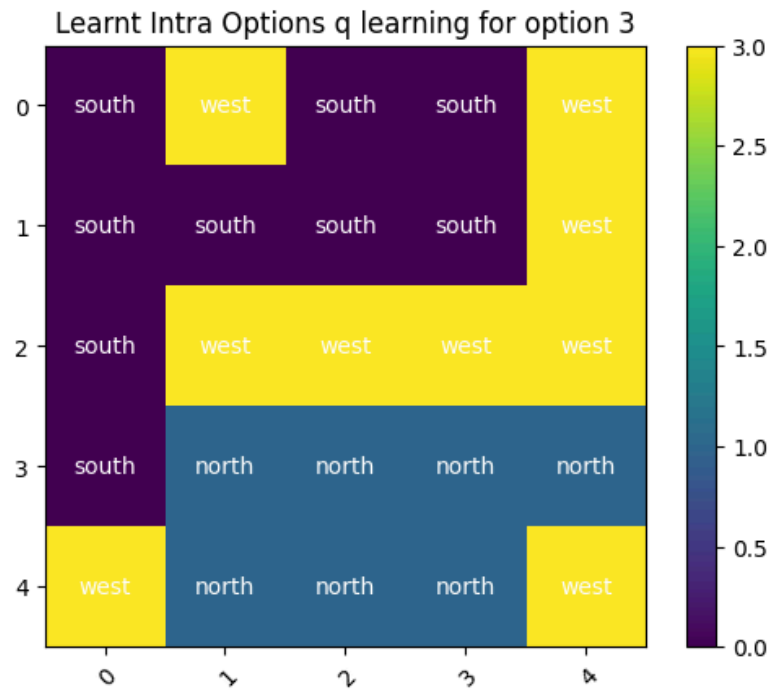 Learnt Intra Options q learning for option 3
0 south west south south west
1 south south south south west
2 south west west west west
3 south north north north north
4 west north north north west
0 1 2 3 4
3.0
2.5
2.0
1.5
1.0
0.5
0.0